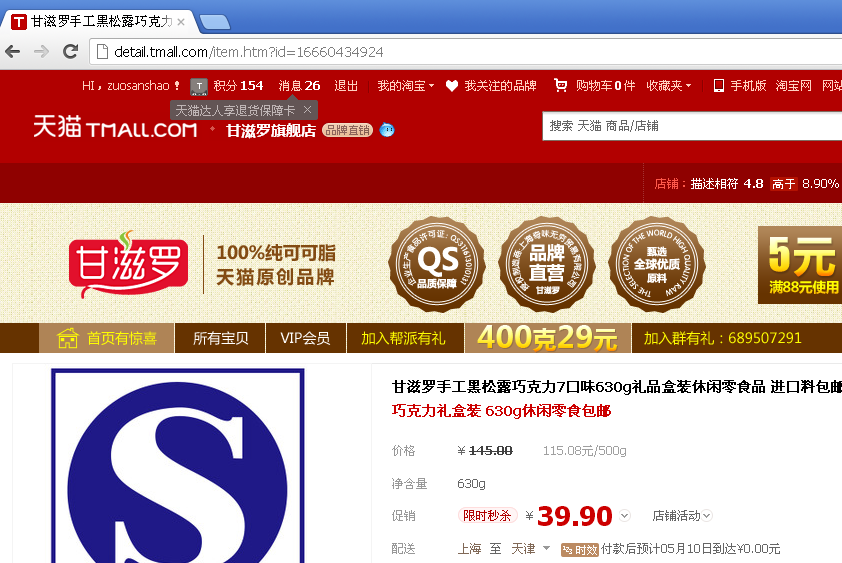 甘滋罗手工黑松露巧克力
detail.tmall.com/item.htm?id=16660434924
HI，zuosanshao！ T 积分 154 消息 26 退出 我的淘宝 我关注的品牌 购物车 0 件 收藏夹 手机版 淘宝网 网站
天猫达人享退货保障卡 ×
天猫 TMALL.COM 甘滋罗旗舰店 品牌直销
搜索 天猫 商品/店铺
店铺：描述相符 4.8 高于 8.90%
甘滋罗
100%纯可可脂
天猫原创品牌
QS
品质保障
品牌
直营
甘滋罗
THE SELECTION OF THE WORLD HIGH QUALITY RAW
甄选
全球优质
原料
5元
满88元使用
首页有惊喜 所有宝贝 VIP会员 加入帮派有礼 400克29元 加入群有礼：689507291
甘滋罗手工黑松露巧克力7口味630g礼品盒装休闲零食品 进口料包邮
巧克力礼盒装 630g休闲零食包邮
S
价格 ¥ 145.00 115.08元/500g
净含量 630g
促销 限时秒杀 ¥ 39.90 店铺活动
配送 上海 至 天津 时效 付款后预计05月10日到达¥0.00元